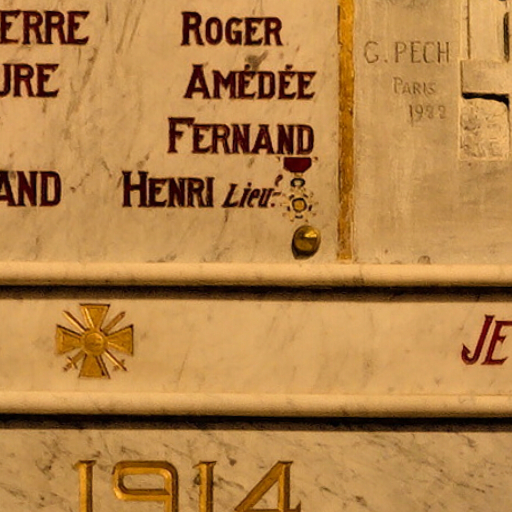 ERRE ROGER
URE AMÉDÉE
FERNAND
AND HENRI Lieut
G. PECH
PARIS
1922
JE
1914